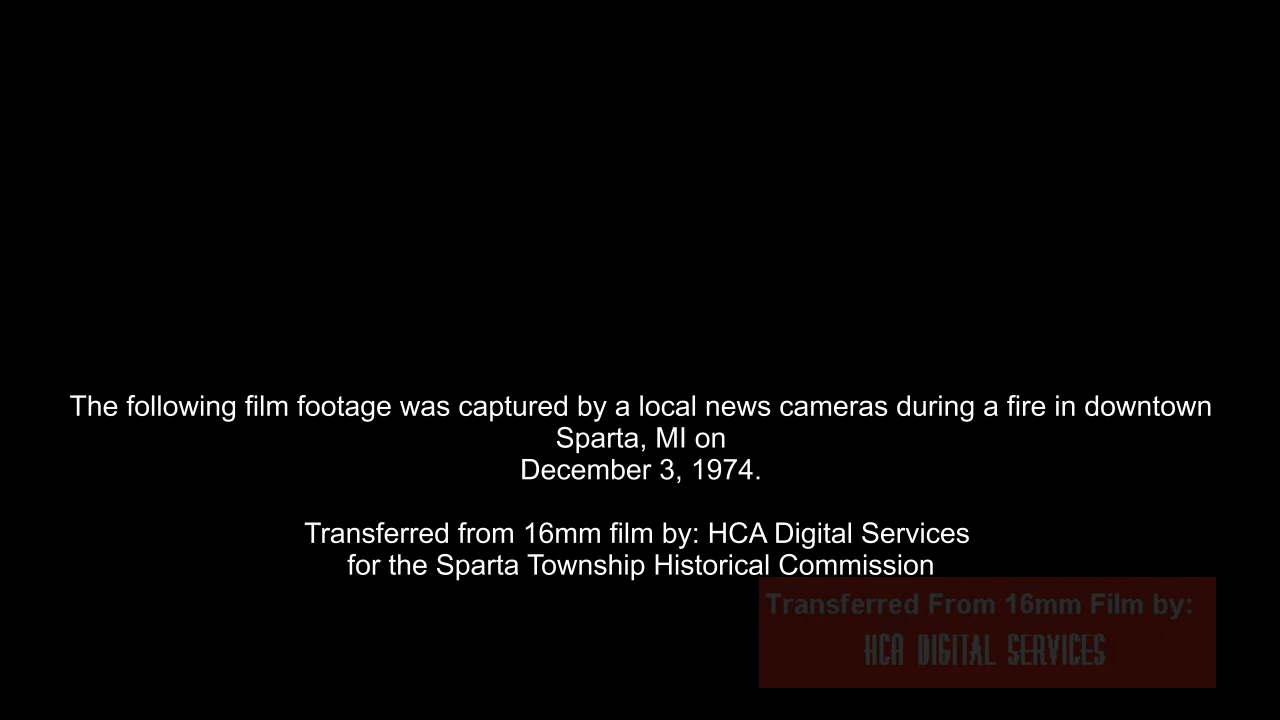 The following film footage was captured by a local news cameras during a fire in downtown
Sparta, MI on
December 3, 1974.
Transferred from 16mm film by: HCA Digital Services
for the Sparta Township Historical Commission
Transferred From 16mm Film by:
HCA DIGITAL SERVICES